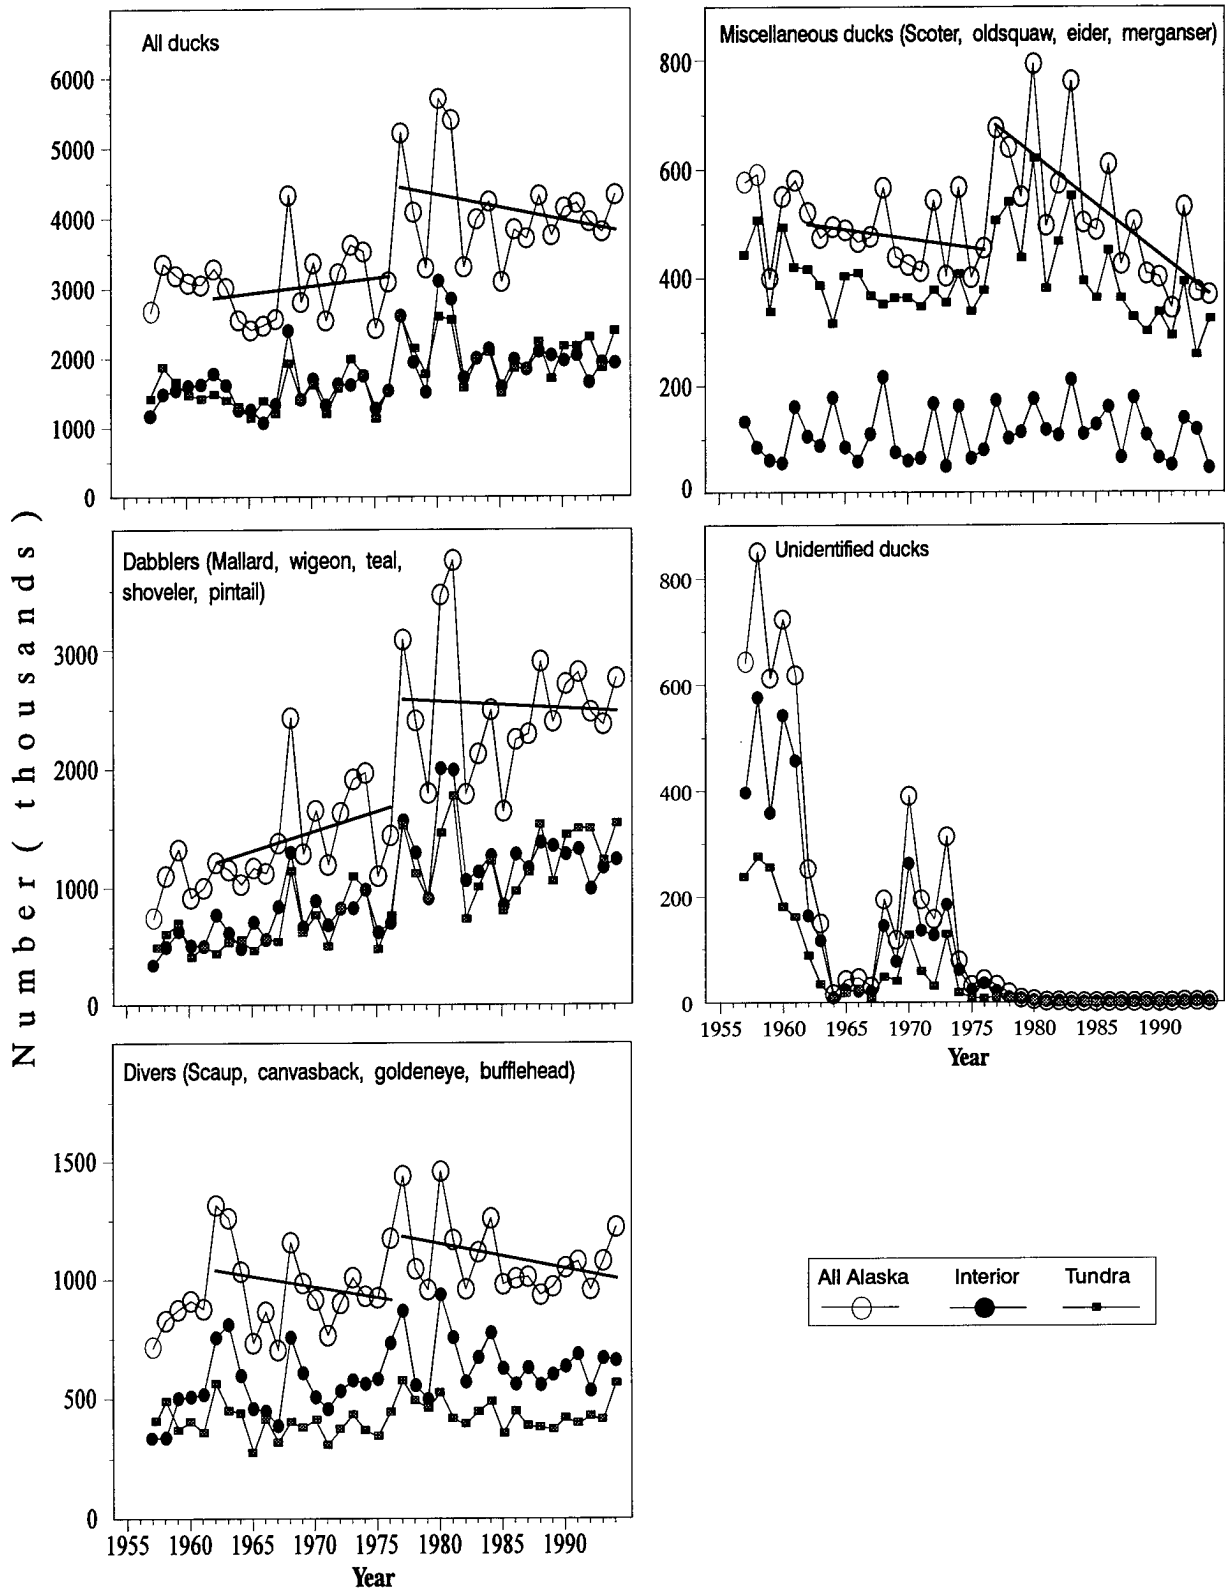 All ducks
6000
5000
4000
3000
2000
1000
0
Miscellaneous ducks (Scoter, oldsquaw, eider, merganser)
800
600
400
200
0
Number (thousands)
Dabblers (Mallard, wigeon, teal,
shoveler, pintail)
3000
2000
1000
0
Unidentified ducks
800
600
400
200
0
1955 1960 1965 1970 1975 1980 1985 1990
Year
Divers (Scaup, canvasback, goldeneye, bufflehead)
1500
1000
500
0
1955 1960 1965 1970 1975 1980 1985 1990
Year
All Alaska Interior Tundra